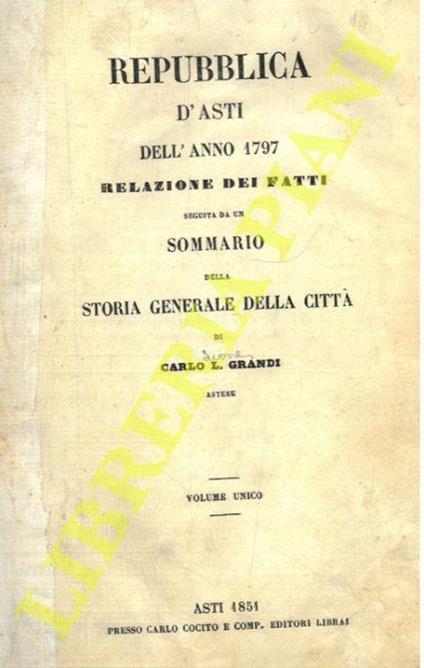 REPUBBLICA
D'ASTI
DELL'ANNO 1797
RELAZIONE DEI FATTI
SEGUITA DA UN
SOMMARIO
DELLA
STORIA GENERALE DELLA CITTÀ
DI
Leone
CARLO L. GRANDI
ASTESE
VOLUME UNICO
ASTI 1851
PRESSO CARLO COCITO E COMP. EDITORI LIBRAI
LIBRERIA PIANI